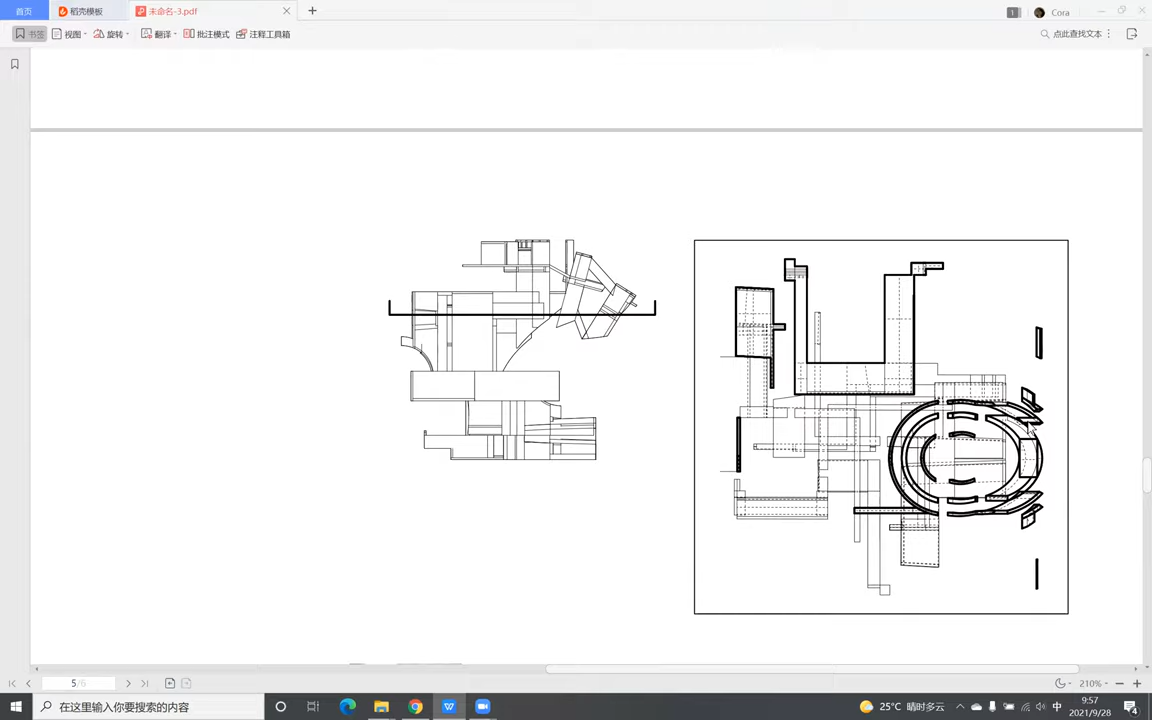 首页
稻壳模板
未命名-3.pdf
1
Cora
书签
视图
旋转
翻译
批注模式
注释工具箱
点此查找文本
5/6
210%
在这里输入你要搜索的内容
25°C 晴时多云
中
9:57
2021/9/28
4